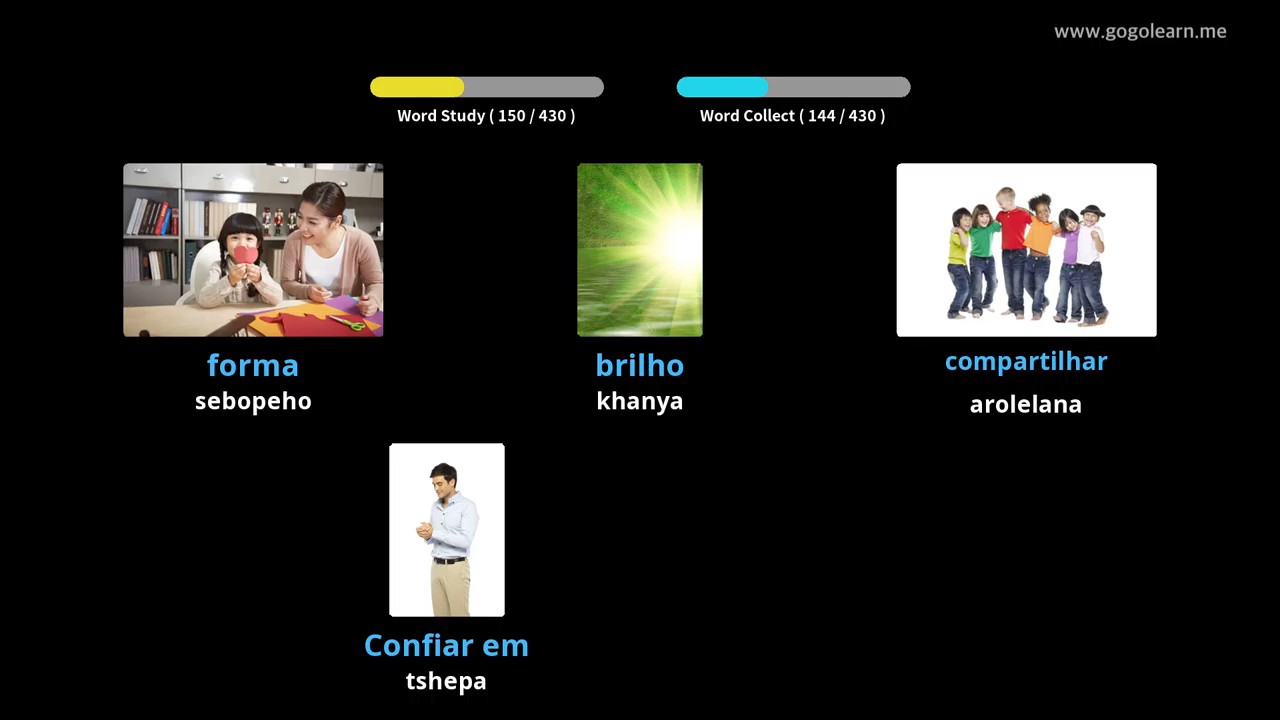 www.gogolearn.me
Word Study ( 150 / 430 )
Word Collect ( 144 / 430 )
forma
sebopeho
brilho
khanya
compartilhar
arolelana
Confiar em
tshepa